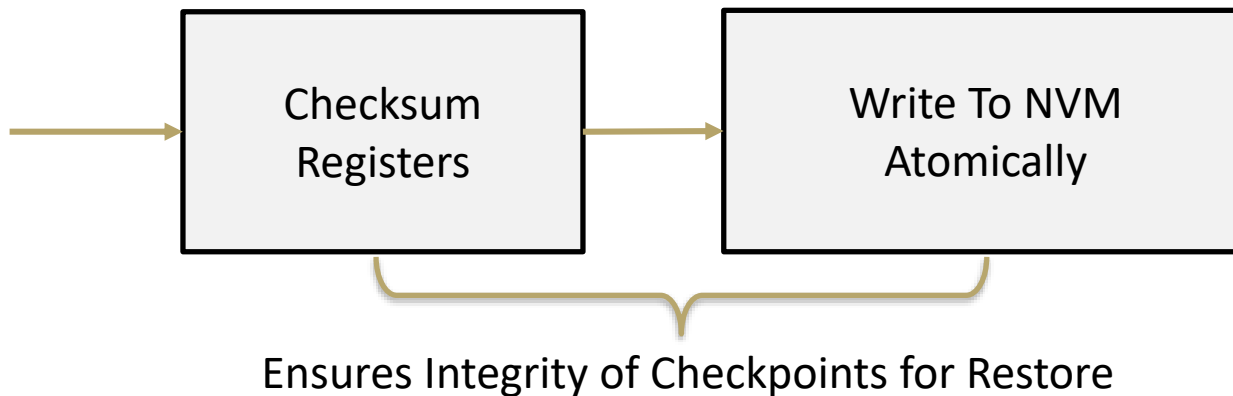 Checksum
Registers
Write To NVM
Atomically
Ensures Integrity of Checkpoints for Restore